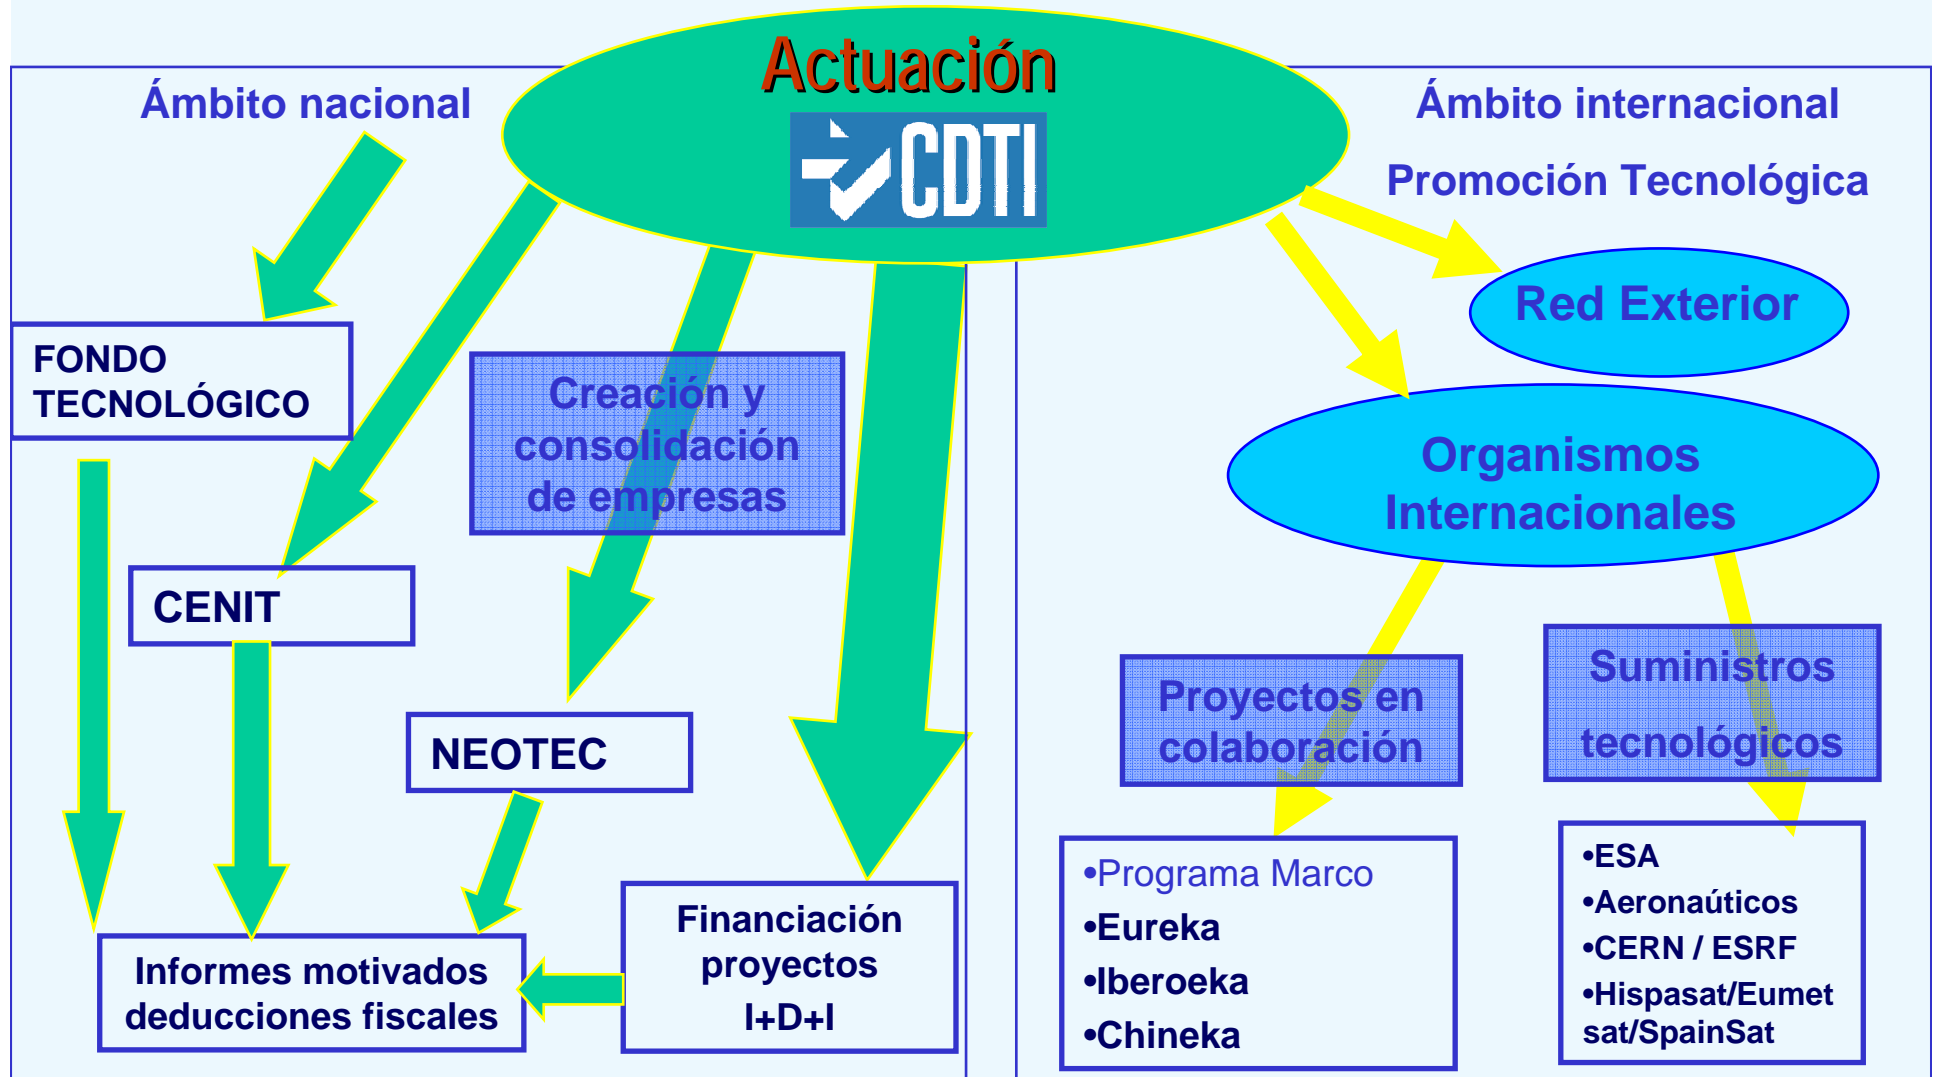 Actuación
CDTI
Ámbito nacional
FONDO
TECNOLÓGICO
Creación y
consolidación
de empresas
CENIT
NEOTEC
Informes motivados
deducciones fiscales
Financiación
proyectos
I+D+I
Ámbito internacional
Promoción Tecnológica
Red Exterior
Organismos
Internacionales
Proyectos en
colaboración
Suministros
tecnológicos
•Programa Marco
•Eureka
•Iberoeka
•Chineka
•ESA
•Aeronaúticos
•CERN / ESRF
•Hispasat/Eumet
sat/SpainSat